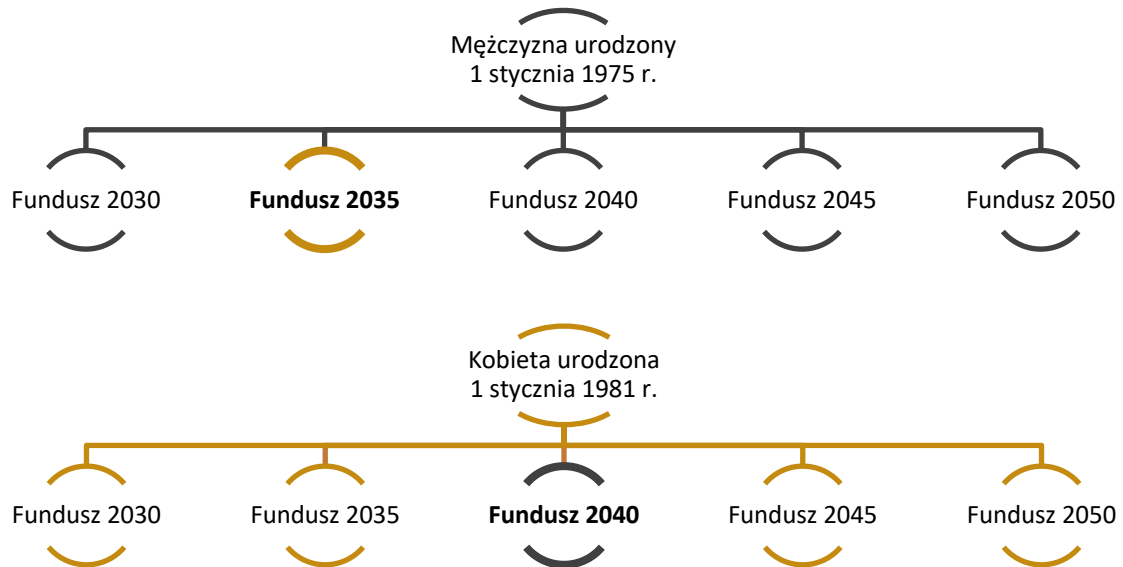 Mężczyzna urodzony
1 stycznia 1975 r.
Fundusz 2030
Fundusz 2035
Fundusz 2040
Fundusz 2045
Fundusz 2050
Kobieta urodzona
1 stycznia 1981 r.
Fundusz 2030
Fundusz 2035
Fundusz 2040
Fundusz 2045
Fundusz 2050